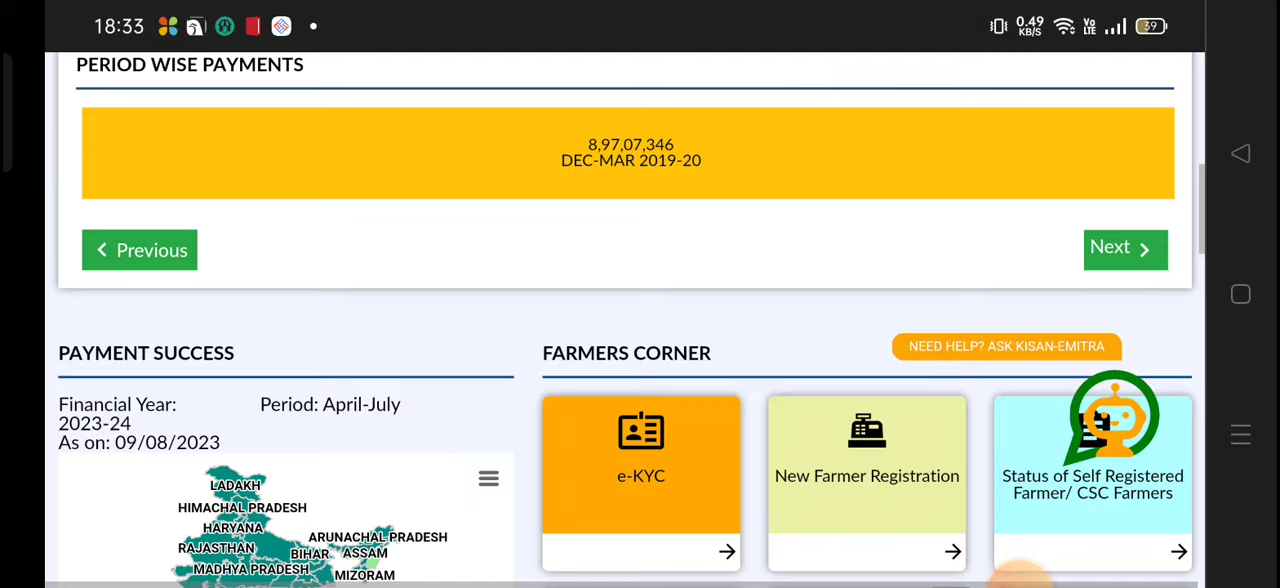 18:33
0.49
KB/S
Vo
LTE
39
PERIOD WISE PAYMENTS
8,97,07,346
DEC-MAR 2019-20
Previous
Next
PAYMENT SUCCESS
FARMERS CORNER
NEED HELP? ASK KISAN-EMITRA
Financial Year:
2023-24
Period: April-July
As on: 09/08/2023
e-KYC
New Farmer Registration
Status of Self Registered
Farmer/ CSC Farmers
LADAKH
HIMACHAL PRADESH
HARYANA
ARUNACHAL PRADESH
RAJASTHAN
BIHAR
ASSAM
MADHYA PRADESH
MIZORAM